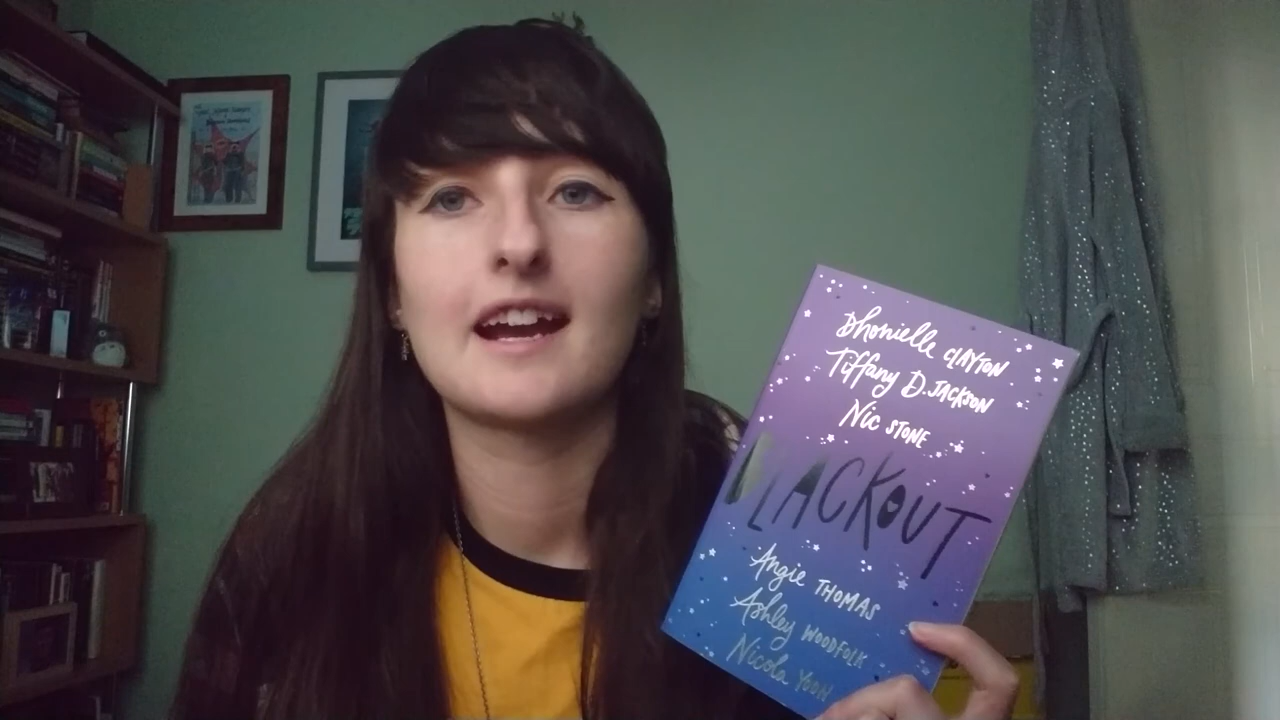 Dhonielle CLAYTON
Tiffany D. JACKSON
Nic STONE
BLACKOUT
Angie THOMAS
Ashley WOODFOLK
Nicola YOON